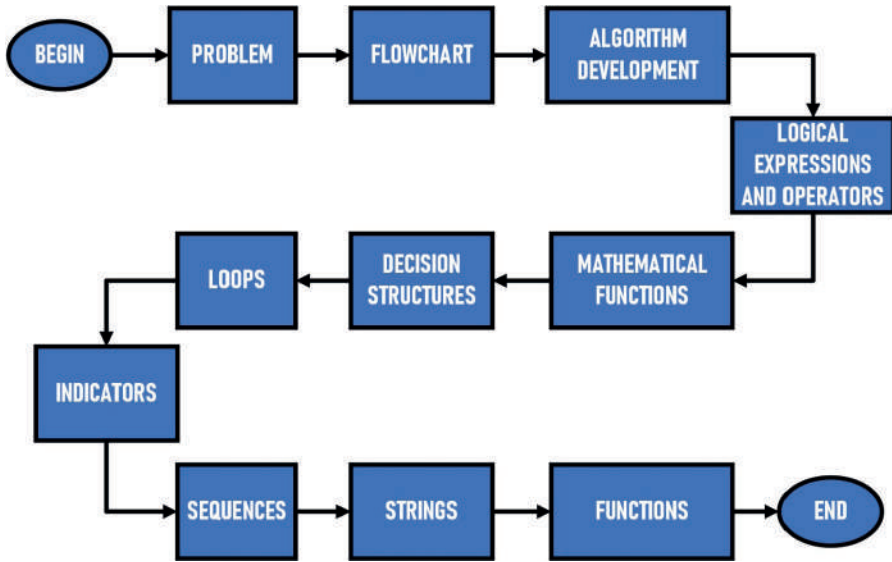 BEGIN
PROBLEM
FLOWCHART
ALGORITHM
DEVELOPMENT
LOGICAL
EXPRESSIONS
AND OPERATORS
MATHEMATICAL
FUNCTIONS
DECISION
STRUCTURES
LOOPS
INDICATORS
SEQUENCES
STRINGS
FUNCTIONS
END